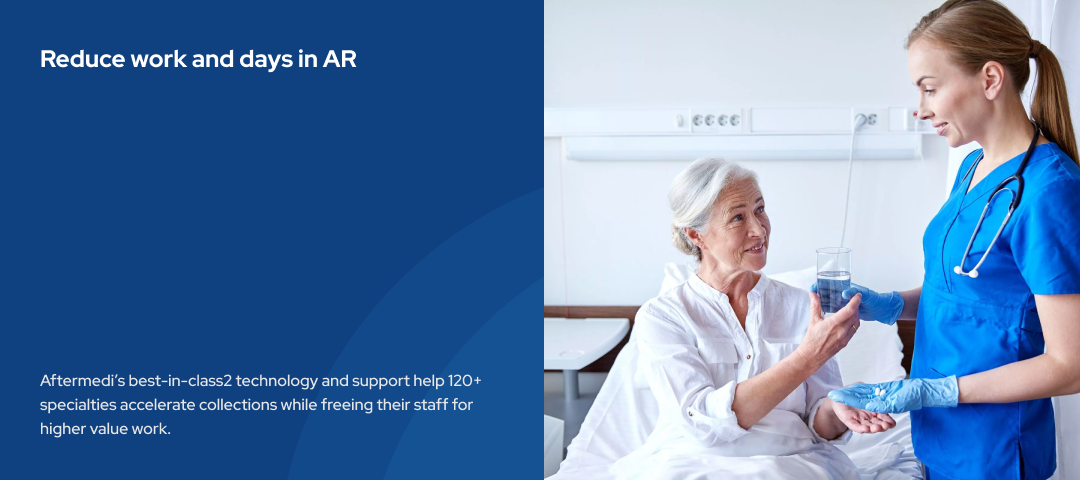 Reduce work and days in AR
Aftermedi’s best-in-class2 technology and support help 120+
specialties accelerate collections while freeing their staff for
higher value work.